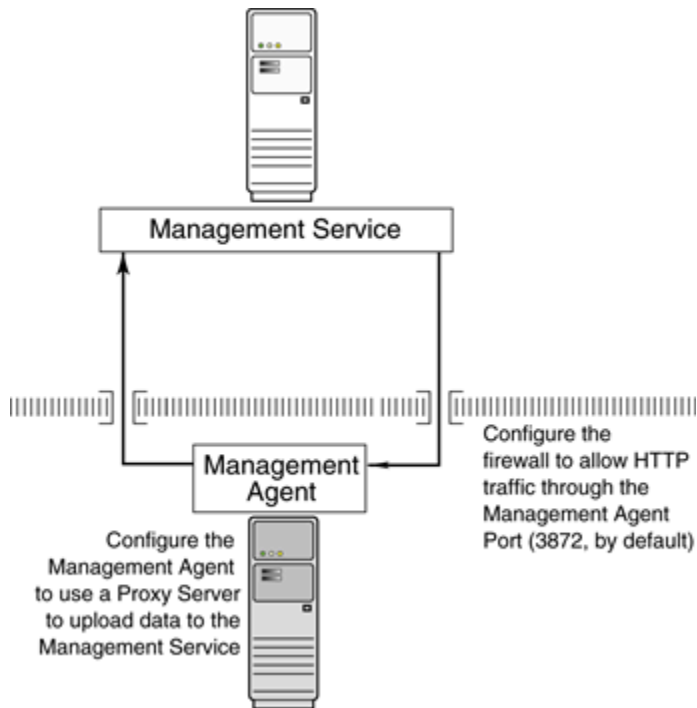 Management Service
Management
Agent
Configure the
firewall to allow HTTP
traffic through the
Management Agent
Port (3872, by default)
Configure the
Management Agent
to use a Proxy Server
to upload data to the
Management Service